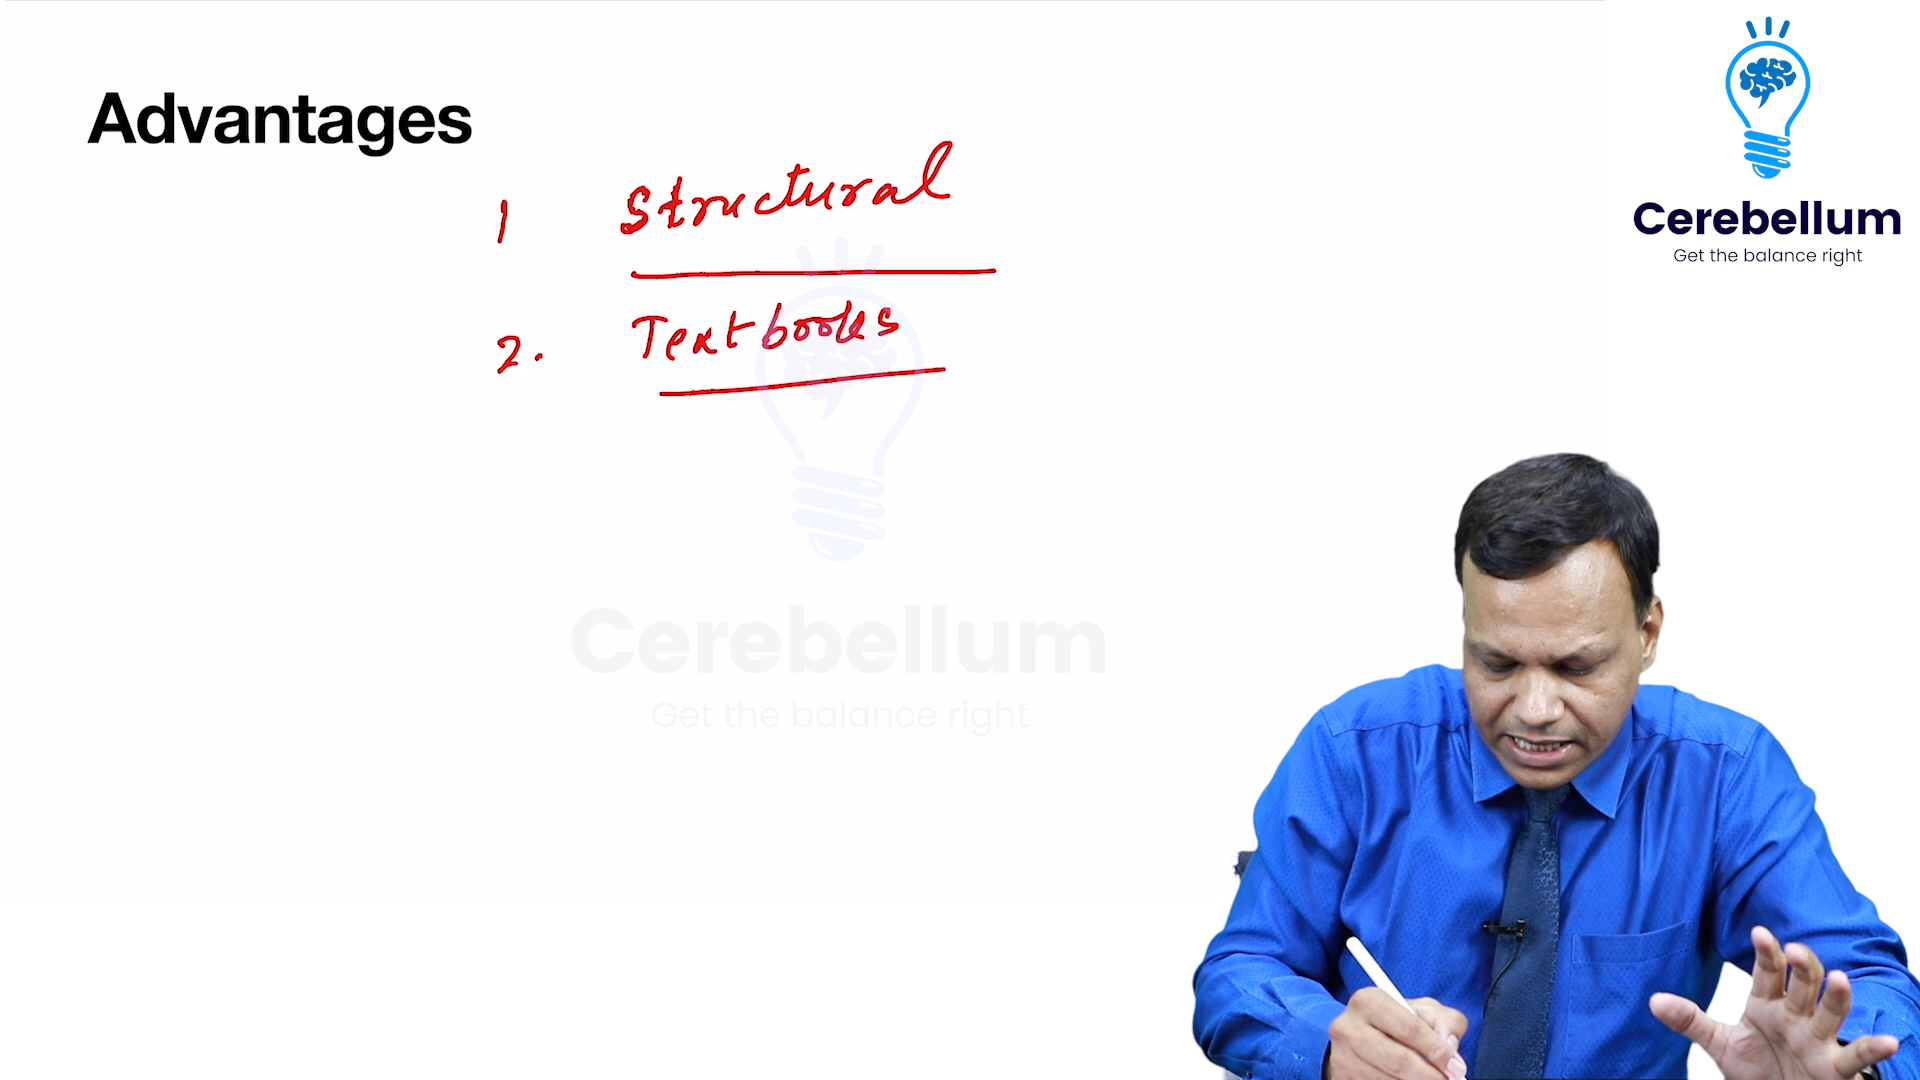 Advantages
1 Structural
2. Textbooks
Cerebellum
Get the balance right
Cerebellum
Get the balance right